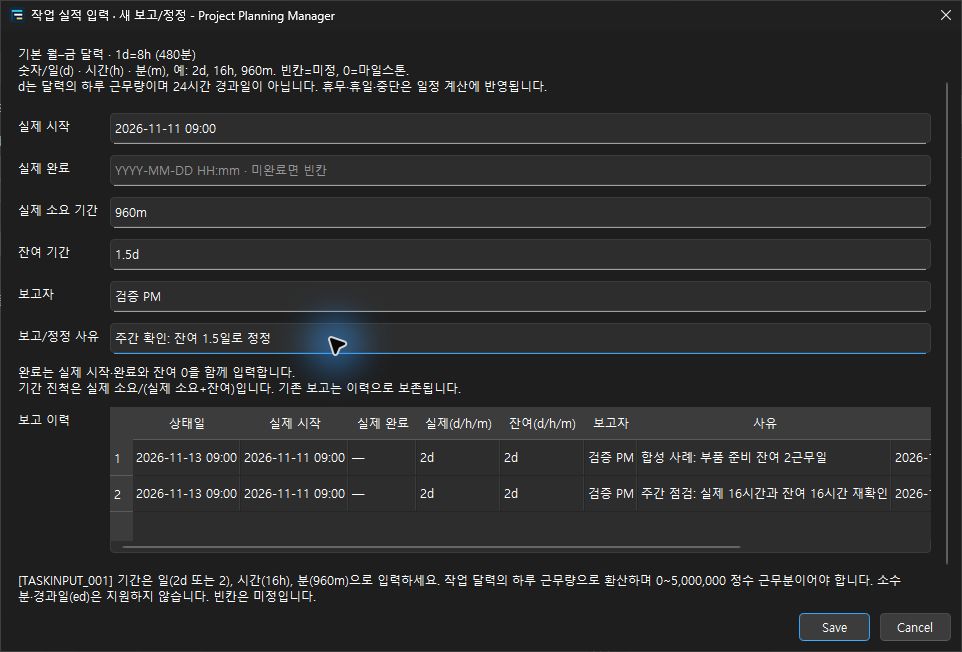 작업 실적 입력 · 새 보고/정정 - Project Planning Manager
기본 월–금 달력 · 1d=8h (480분)
숫자/일(d) · 시간(h) · 분(m), 예: 2d, 16h, 960m. 빈칸=미정, 0=마일스톤.
d는 달력의 하루 근무량이며 24시간 경과일이 아닙니다. 휴무·휴일·중단은 일정 계산에 반영됩니다.
실제 시작 2026-11-11 09:00
실제 완료 YYYY-MM-DD HH:mm · 미완료면 빈칸
실제 소요 기간 960m
잔여 기간 1.5d
보고자 검증 PM
보고/정정 사유 주간 확인: 잔여 1.5일로 정정
완료는 실제 시작·완료와 잔여 0을 함께 입력합니다.
기간 진척은 실제 소요/(실제 소요+잔여)입니다. 기존 보고는 이력으로 보존됩니다.
보고 이력
상태일 실제 시작 실제 완료 실제(d/h/m) 잔여(d/h/m) 보고자 사유
1 2026-11-13 09:00 2026-11-11 09:00 — 2d 2d 검증 PM 합성 사례: 부품 준비 잔여 2근무일 2026-
2 2026-11-13 09:00 2026-11-11 09:00 — 2d 2d 검증 PM 주간 점검: 실제 16시간과 잔여 16시간 재확인 2026-
[TASKINPUT_001] 기간은 일(2d 또는 2), 시간(16h), 분(960m)으로 입력하세요. 작업 달력의 하루 근무량으로 환산하며 0~5,000,000 정수 근무분이어야 합니다. 소수
분·경과일(ed)은 지원하지 않습니다. 빈칸은 미정입니다.
Save Cancel